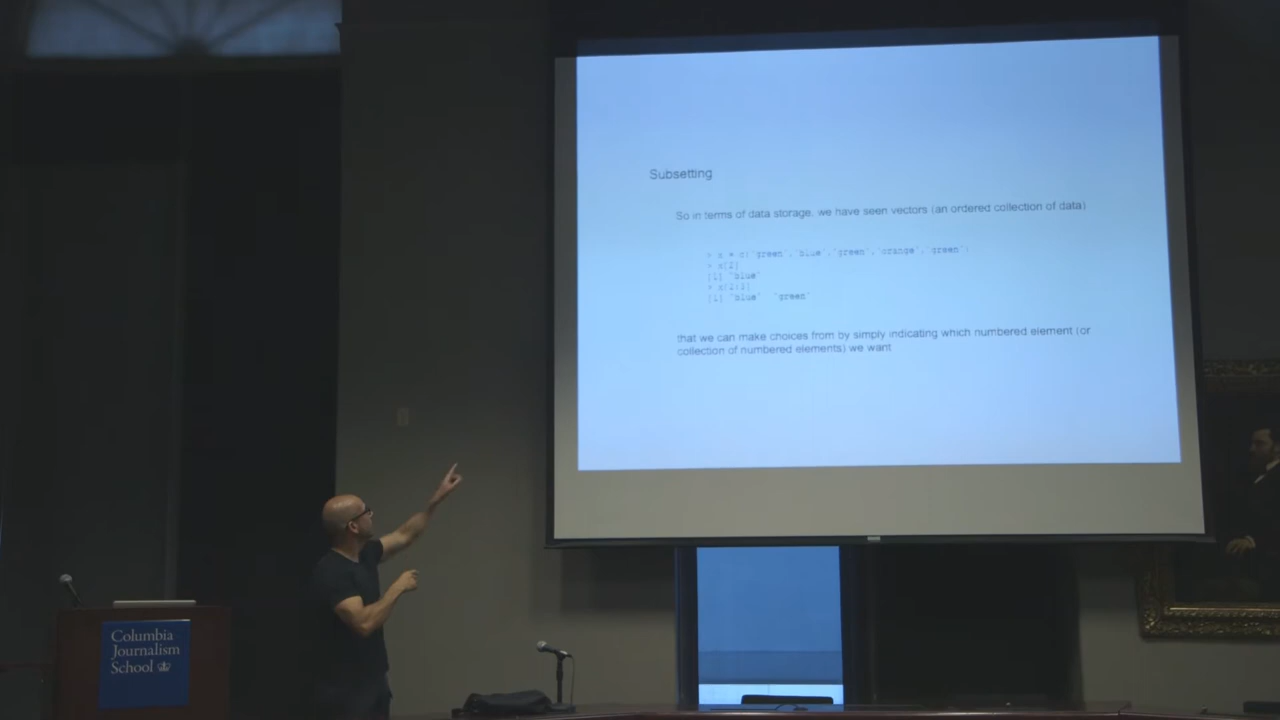 Subsetting
So in terms of data storage, we have seen vectors (an ordered collection of data)
> x = c("green","blue","green","orange","green")
> x[2]
[1] "blue"
> x[2:3]
[1] "blue" "green"
that we can make choices from by simply indicating which numbered element (or
collection of numbered elements) we want
Columbia
Journalism
School